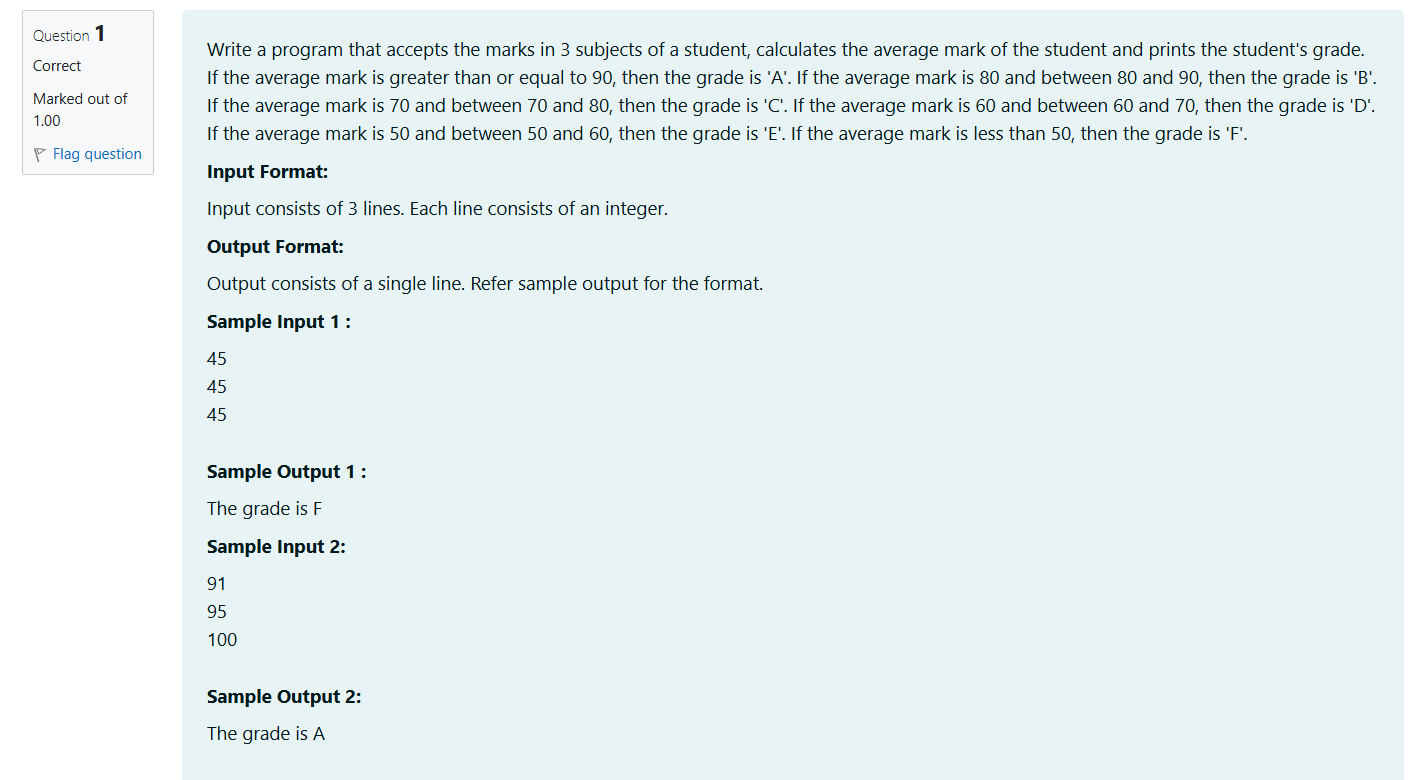 Question 1
Correct
Marked out of
1.00
Flag question
Write a program that accepts the marks in 3 subjects of a student, calculates the average mark of the student and prints the student's grade.
If the average mark is greater than or equal to 90, then the grade is 'A'. If the average mark is 80 and between 80 and 90, then the grade is 'B'.
If the average mark is 70 and between 70 and 80, then the grade is 'C'. If the average mark is 60 and between 60 and 70, then the grade is 'D'.
If the average mark is 50 and between 50 and 60, then the grade is 'E'. If the average mark is less than 50, then the grade is 'F'.
Input Format:
Input consists of 3 lines. Each line consists of an integer.
Output Format:
Output consists of a single line. Refer sample output for the format.
Sample Input 1 :
45
45
45
Sample Output 1 :
The grade is F
Sample Input 2:
91
95
100
Sample Output 2:
The grade is A